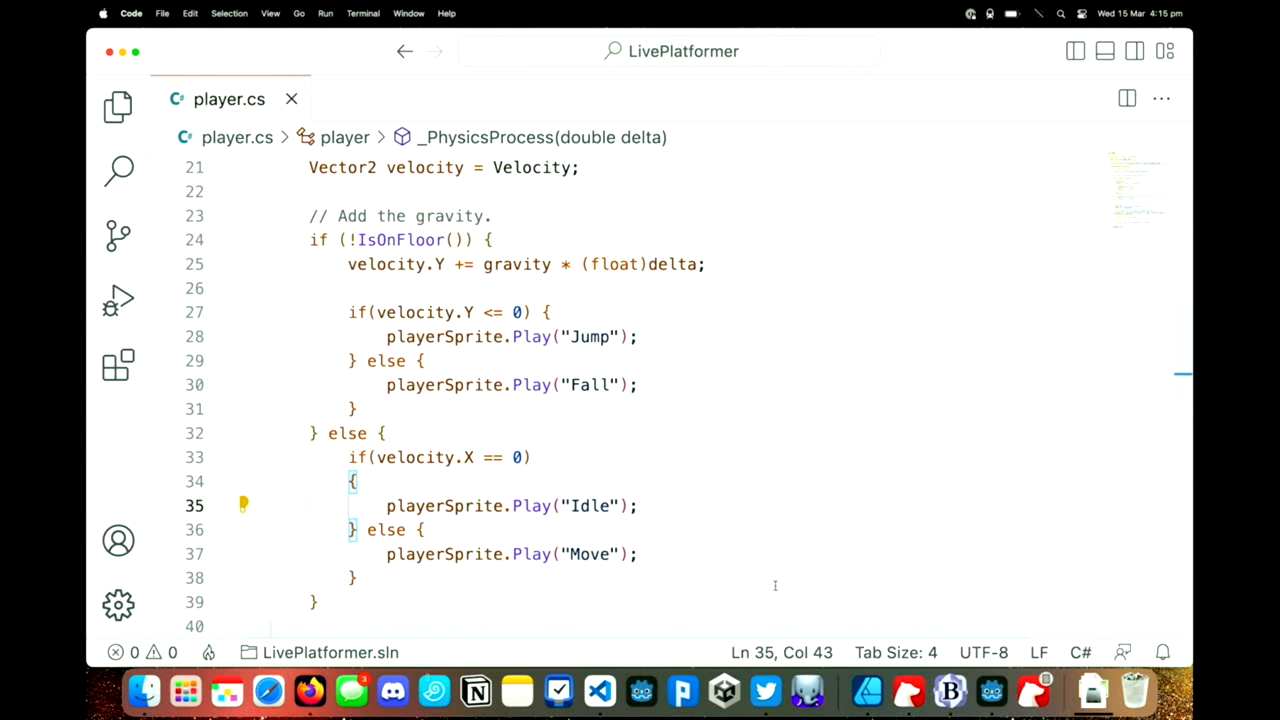 Code File Edit Selection View Go Run Terminal Window Help Wed 15 Mar 4:15 pm
LivePlatformer
C# player.cs
C# player.cs > player > _PhysicsProcess(double delta)
21 Vector2 velocity = Velocity;
22
23 // Add the gravity.
24 if (!IsOnFloor()) {
25 velocity.Y += gravity * (float)delta;
26
27 if(velocity.Y <= 0) {
28 playerSprite.Play("Jump");
29 } else {
30 playerSprite.Play("Fall");
31 }
32 } else {
33 if(velocity.X == 0)
34 {
35 playerSprite.Play("Idle");
36 } else {
37 playerSprite.Play("Move");
38 }
39 }
40
0 0 LivePlatformer.sln Ln 35, Col 43 Tab Size: 4 UTF-8 LF C#
3